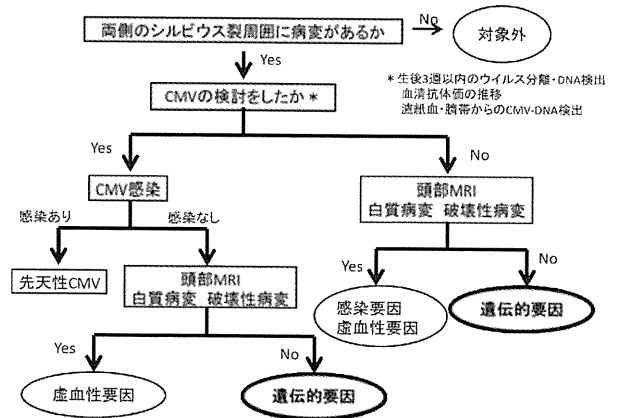 両側のシルビウス裂周囲に病変があるか
No
対象外
Yes
*生後3週以内のウイルス分離・DNA検出
血清抗体価の推移
濾紙血・臍帯からのCMV-DNA検出
CMVの検討をしたか*
Yes
No
CMV感染
頭部MRI
白質病変 破壊性病変
感染あり
感染なし
先天性CMV
頭部MRI
白質病変 破壊性病変
Yes
No
感染要因
虚血性要因
遺伝的要因
Yes
No
虚血性要因
遺伝的要因